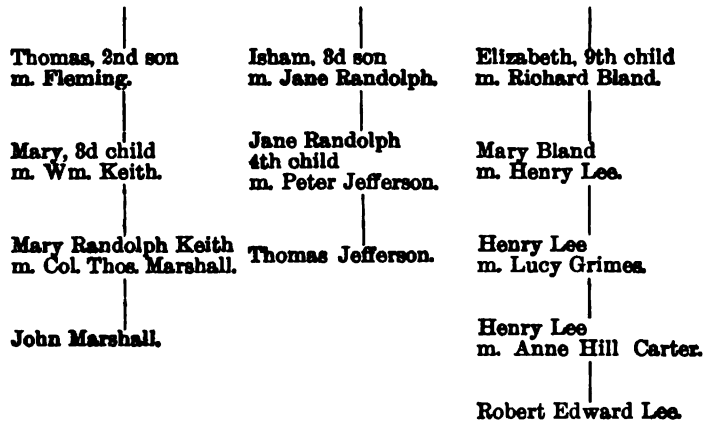 Thomas, 2nd son
m. Fleming.
Mary, 3d child
m. Wm. Keith.
Mary Randolph Keith
m. Col. Thos. Marshall.
John Marshall.
Isham, 3d son
m. Jane Randolph.
Jane Randolph
4th child
m. Peter Jefferson.
Thomas Jefferson.
Elizabeth, 9th child
m. Richard Bland.
Mary Bland
m. Henry Lee.
Henry Lee
m. Lucy Grimes.
Henry Lee
m. Anne Hill Carter.
Robert Edward Lee.